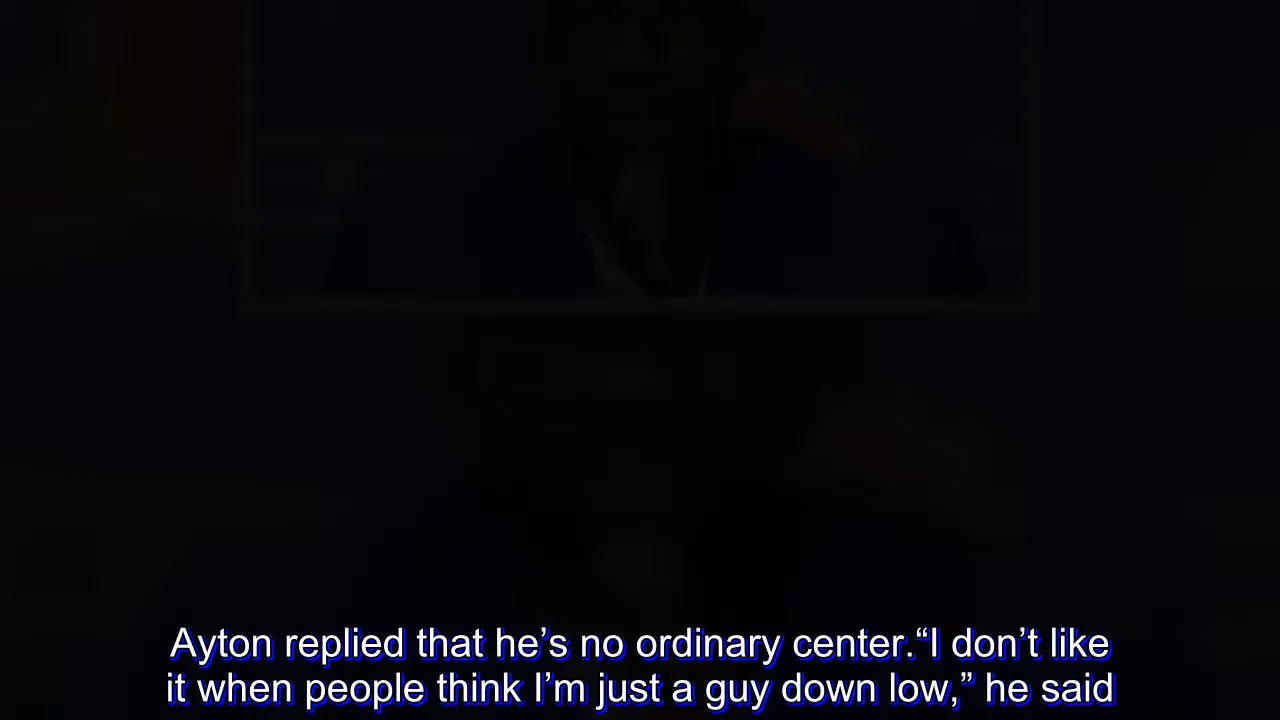 Ayton replied that he’s no ordinary center.“I don’t like
it when people think I’m just a guy down low,” he said